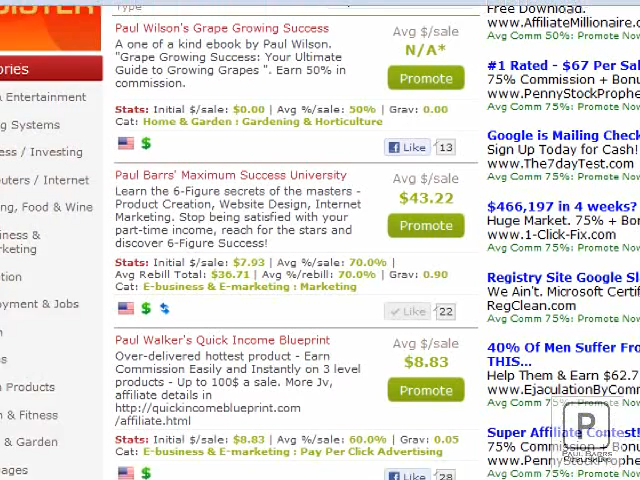 ISTER
ories
n Entertainment
ng Systems
ess / Investing
uters / Internet
ng, Food & Wine
ness &
rketing
tion
oyment & Jobs
n
s
n Products
h & Fitness
& Garden
ages
Type
Paul Wilson's Grape Growing Success
A one of a kind ebook by Paul Wilson.
"Grape Growing Success: Your Ultimate
Guide to Growing Grapes ". Earn 50% in
commission.
Avg $/sale
N/A*
Promote
Stats: Initial $/sale: $0.00 | Avg %/sale: 50% | Grav: 0.00
Cat: Home & Garden : Gardening & Horticulture
$
Like
13
Paul Barrs' Maximum Success University
Learn the 6-Figure secrets of the masters -
Product Creation, Website Design, Internet
Marketing. Stop being satisfied with your
part-time income, reach for the stars and
discover 6-Figure Success!
Avg $/sale
$43.22
Promote
Stats: Initial $/sale: $7.93 | Avg %/sale: 70.0% |
Avg Rebill Total: $36.71 | Avg %/rebill: 70.0% | Grav: 0.90
Cat: E-business & E-marketing : Marketing
$
Like
22
Paul Walker's Quick Income Blueprint
Over-delivered hottest product - Earn
Commission Easily and Instantly on 3 level
products - Up to 100$ a sale. More Jv,
affiliate details in
http://quickincomeblueprint.com
/affiliate.html
Avg $/sale
$8.83
Promote
Stats: Initial $/sale: $8.83 | Avg %/sale: 60.0% | Grav: 0.05
Cat: E-business & E-marketing : Pay Per Click Advertising
$
Like
28
Free Download.
www.AffiliateMillionaire.c
Avg Comm 50%: Promote Now
#1 Rated - $67 Per Sal
75% Commission + Bonu
www.PennyStockProphe
Avg Comm 75%: Promote Now
Google is Mailing Check
Sign Up Today for Cash!
www.The7dayTest.com
Avg Comm 75%: Promote Now
$466,197 in 4 weeks?
Huge Market. 75% + Bon
www.1-Click-Fix.com
Avg Comm 75%: Promote Now
Registry Site Google Sl
We Ain't. Microsoft Certif
RegClean.com
Avg Comm 75%: Promote Now
40% Of Men Suffer Fro
THIS...
Help Them & Earn $62.7
www.EjaculationByCom
Avg Comm 75%: Promote Now
Super Affiliate Contest!
75% Commission + Bonu
www.PennyStockProphe
P
PAUL BARRS